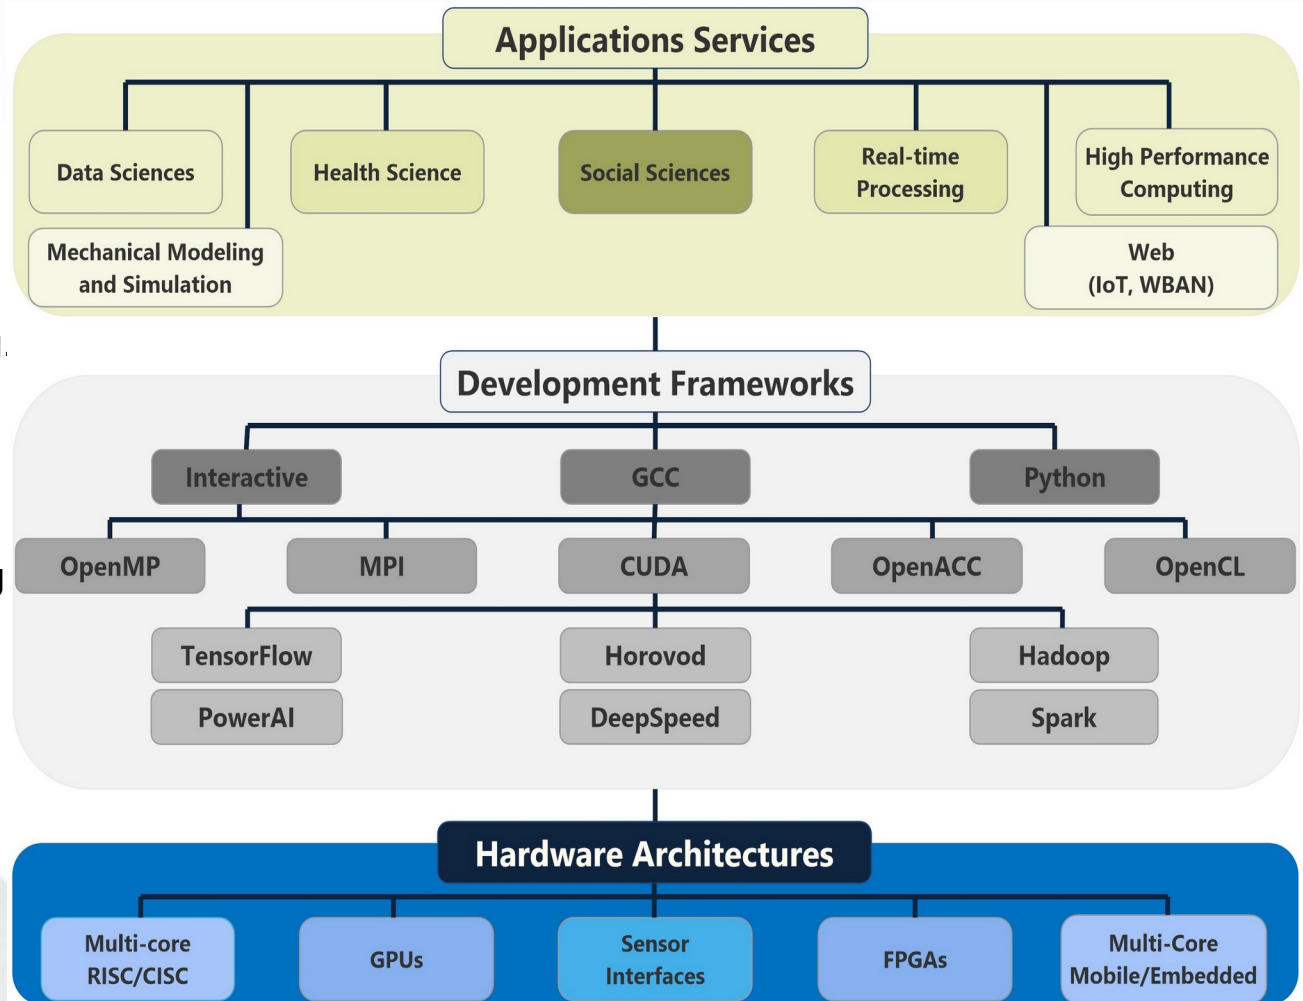 Applications Services
Data Sciences
Health Science
Social Sciences
Real-time
Processing
High Performance
Computing
Mechanical Modeling
and Simulation
Web
(IoT, WBAN)
Development Frameworks
Interactive
GCC
Python
OpenMP
MPI
CUDA
OpenACC
OpenCL
TensorFlow
Horovod
Hadoop
PowerAI
DeepSpeed
Spark
Hardware Architectures
Multi-core
RISC/CISC
GPUs
Sensor
Interfaces
FPGAs
Multi-Core
Mobile/Embedded